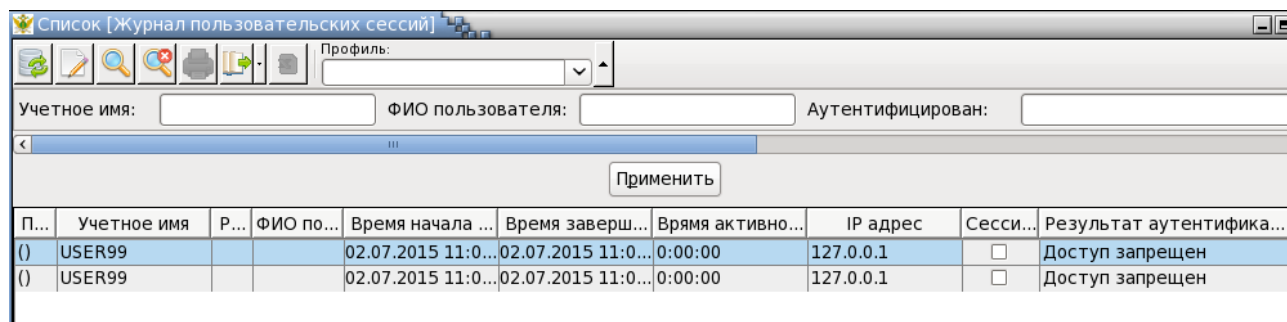 Список [Журнал пользовательских сессий]
Профиль:
Учетное имя: ФИО пользователя: Аутентифицирован:
Применить
П... Учетное имя Р... ФИО по... Время начала ... Время заверш... Врямя активно... IP адрес Сесси... Результат аутентифика...
() USER99 02.07.2015 11:0... 02.07.2015 11:0... 0:00:00 127.0.0.1 Доступ запрещен
() USER99 02.07.2015 11:0... 02.07.2015 11:0... 0:00:00 127.0.0.1 Доступ запрещен